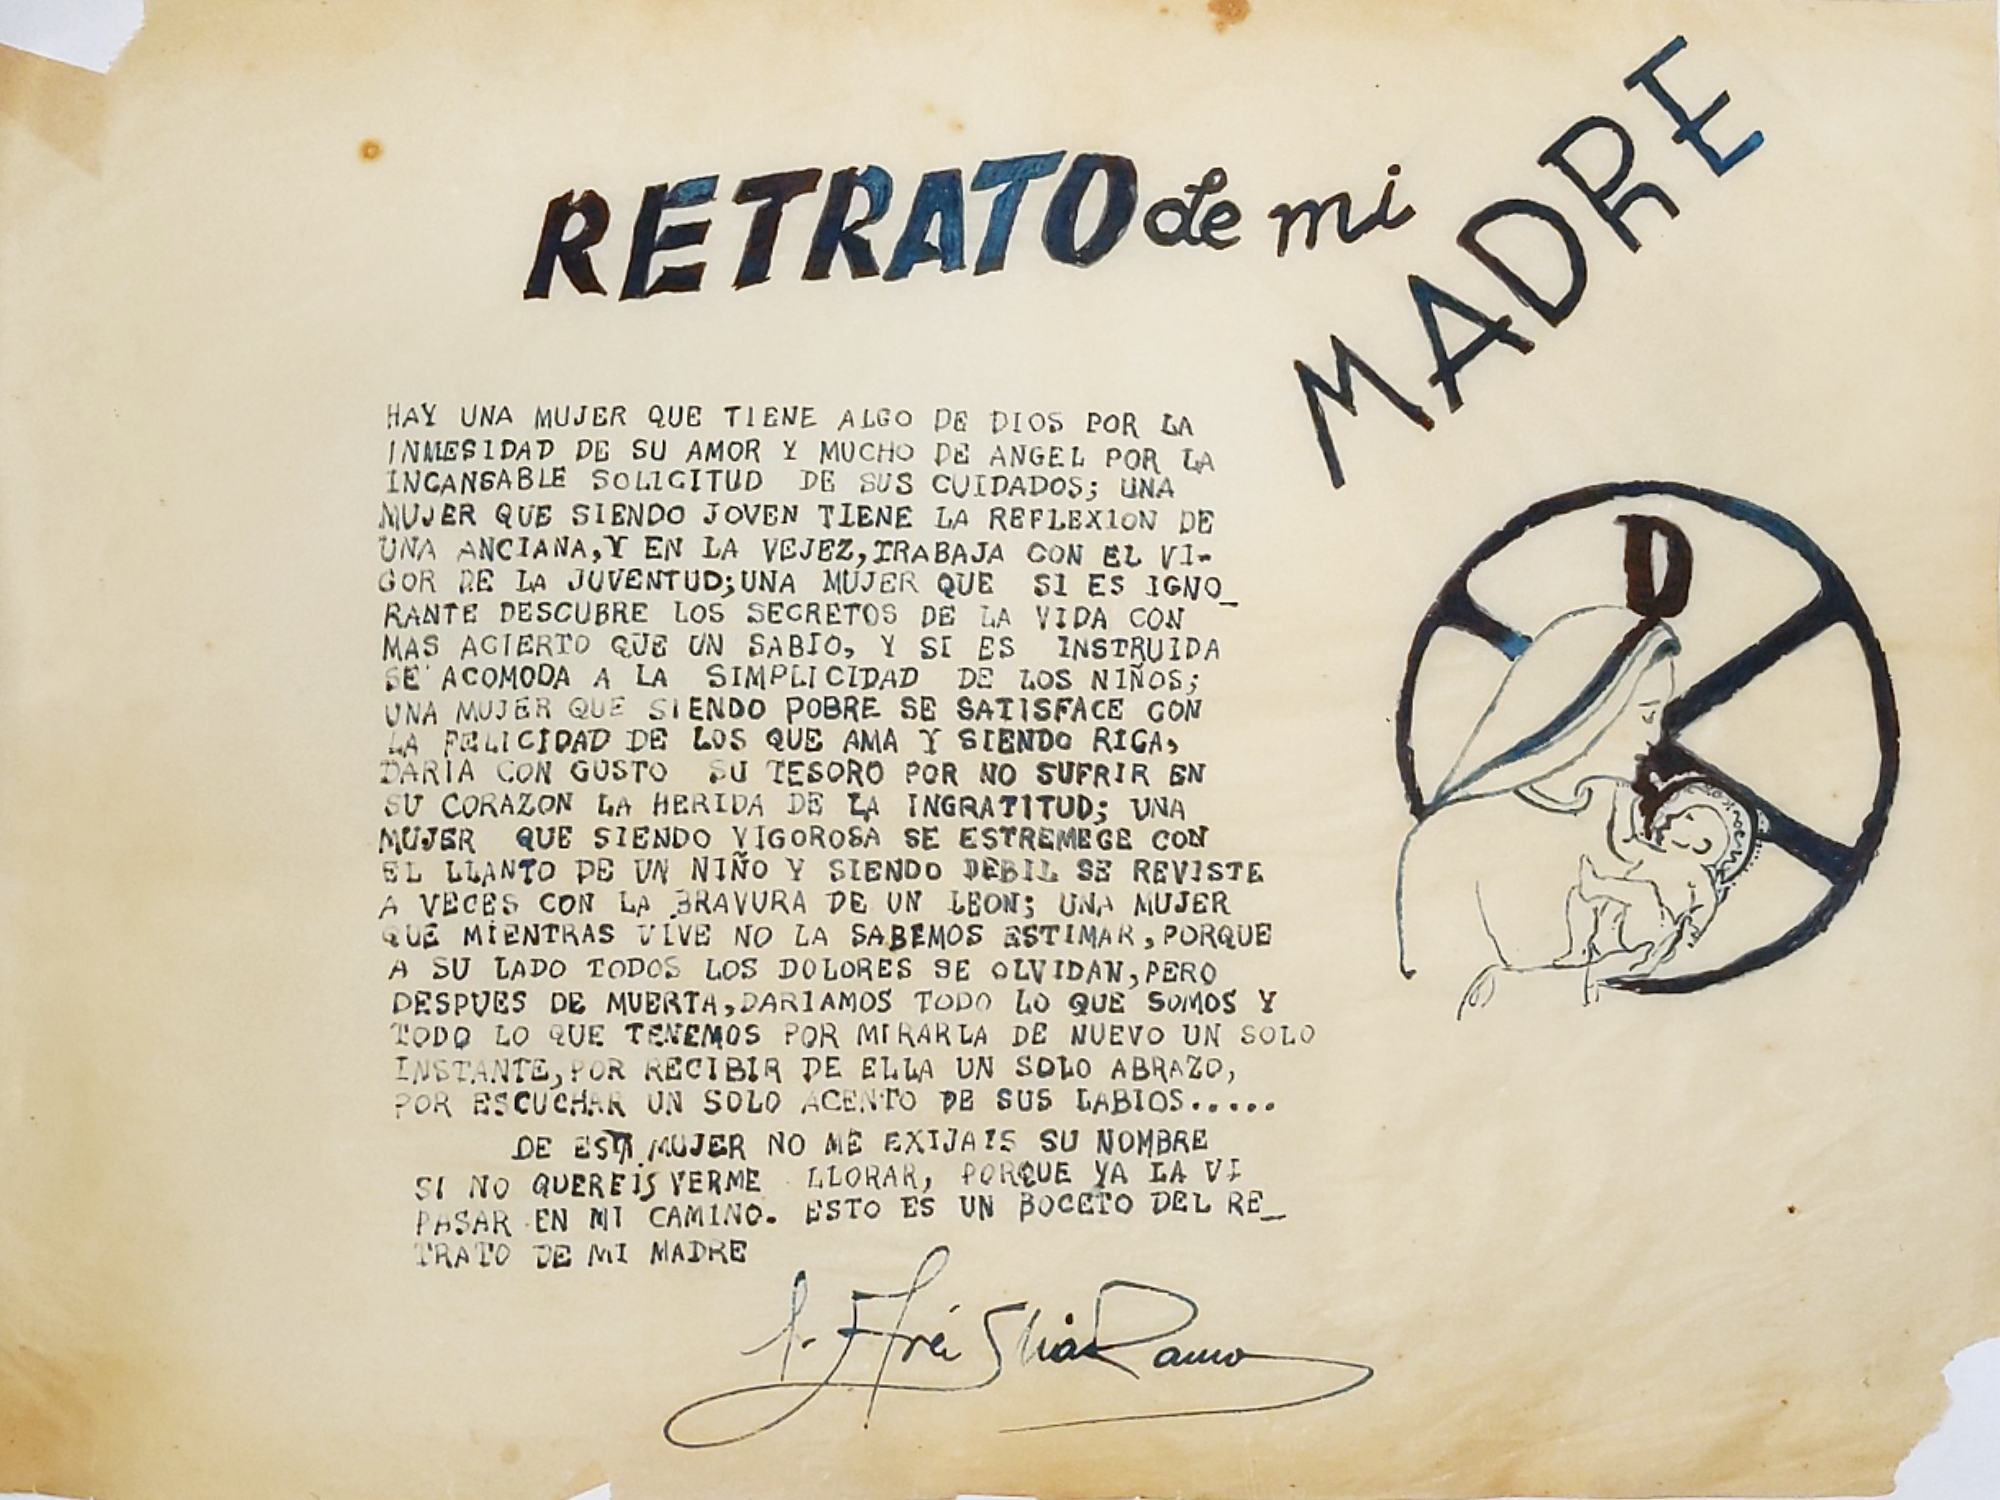 RETRATO de mi MADRE
HAY UNA MUJER QUE TIENE ALGO DE DIOS POR LA
INMESIDAD DE SU AMOR Y MUCHO DE ANGEL POR LA
INCANSABLE SOLICITUD DE SUS CUIDADOS; UNA
MUJER QUE SIENDO JOVEN TIENE LA REFLEXION DE
UNA ANCIANA, Y EN LA VEJEZ, TRABAJA CON EL VI-
GOR DE LA JUVENTUD; UNA MUJER QUE SI ES IGNO_
RANTE DESCUBRE LOS SECRETOS DE LA VIDA CON
MAS ACIERTO QUE UN SABIO, Y SI ES INSTRUIDA
SE ACOMODA A LA SIMPLICIDAD DE LOS NIÑOS;
UNA MUJER QUE SIENDO POBRE SE SATISFACE CON
LA FELICIDAD DE LOS QUE AMA Y SIENDO RICA,
DARIA CON GUSTO SU TESORO POR NO SUFRIR EN
SU CORAZON LA HERIDA DE LA INGRATITUD; UNA
MUJER QUE SIENDO VIGOROSA SE ESTREMECE CON
EL LLANTO DE UN NIÑO Y SIENDO DEBIL SE REVISTE
A VECES CON LA BRAVURA DE UN LEON; UNA MUJER
QUE MIENTRAS VIVE NO LA SABEMOS ESTIMAR, PORQUE
A SU LADO TODOS LOS DOLORES SE OLVIDAN, PERO
DESPUES DE MUERTA, DARIAMOS TODO LO QUE SOMOS Y
TODO LO QUE TENEMOS POR MIRARLA DE NUEVO UN SOLO
INSTANTE, POR RECIBIR DE ELLA UN SOLO ABRAZO,
POR ESCUCHAR UN SOLO ACENTO DE SUS LABIOS.....
DE ESTA MUJER NO ME EXIJAIS SU NOMBRE
SI NO QUEREIS VERME LLORAR, PORQUE YA LA VI
PASAR EN MI CAMINO. ESTO ES UN BOCETO DEL RE_
TRATO DE MI MADRE
D